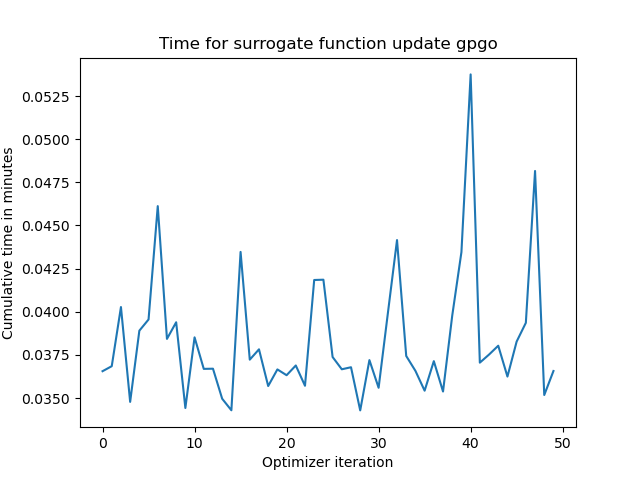 Time for surrogate function update gpgo
Cumulative time in minutes
0.0525
0.0500
0.0475
0.0450
0.0425
0.0400
0.0375
0.0350
0 10 20 30 40 50
Optimizer iteration